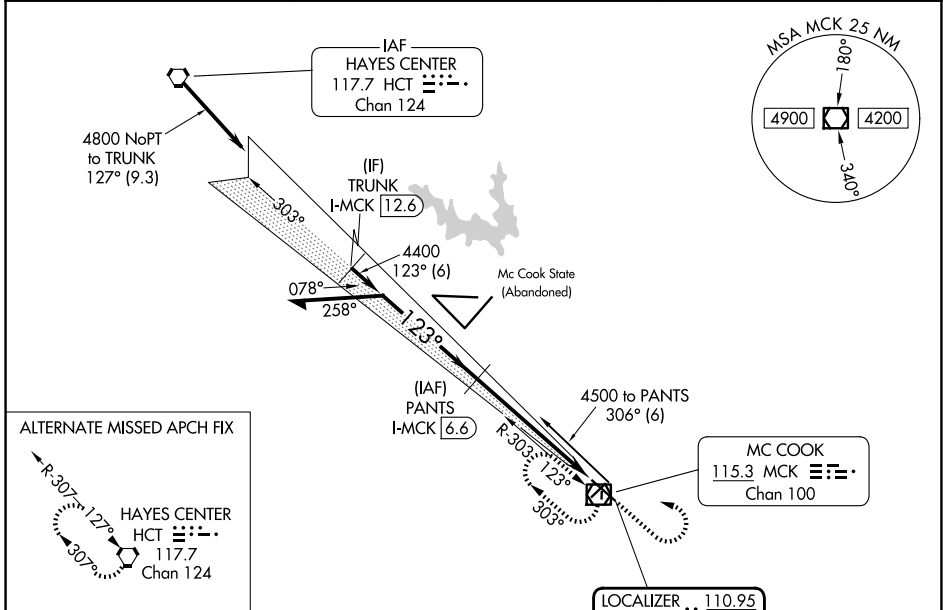 IAF
HAYES CENTER
117.7 HCT
Chan 124
4800 NoPT
to TRUNK
127° (9.3)
MSA MCK 25 NM
180°
4900
4200
340°
(IF)
TRUNK
I-MCK 12.6
303°
4400
123° (6)
078°
258°
Mc Cook State
(Abandoned)
123°
(IAF)
PANTS
I-MCK 6.6
4500 to PANTS
306° (6)
R-303
123°
303°
MC COOK
115.3 MCK
Chan 100
ALTERNATE MISSED APCH FIX
R-307
127°
307°
HAYES CENTER
HCT
117.7
Chan 124
LOCALIZER 110.95